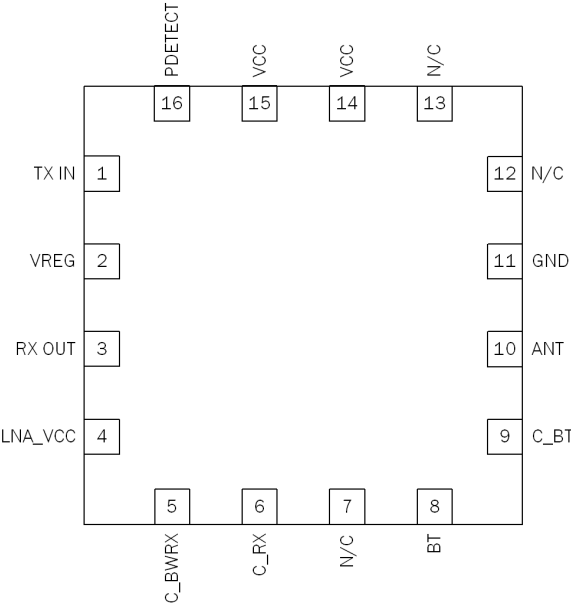 PDETECT
VCC
VCC
N/C
16
15
14
13
TX IN
1
12
N/C
VREG
2
11
GND
RX OUT
3
10
ANT
LNA_VCC
4
9
C_BT
5
6
7
8
C_BWRX
C_RX
N/C
BT